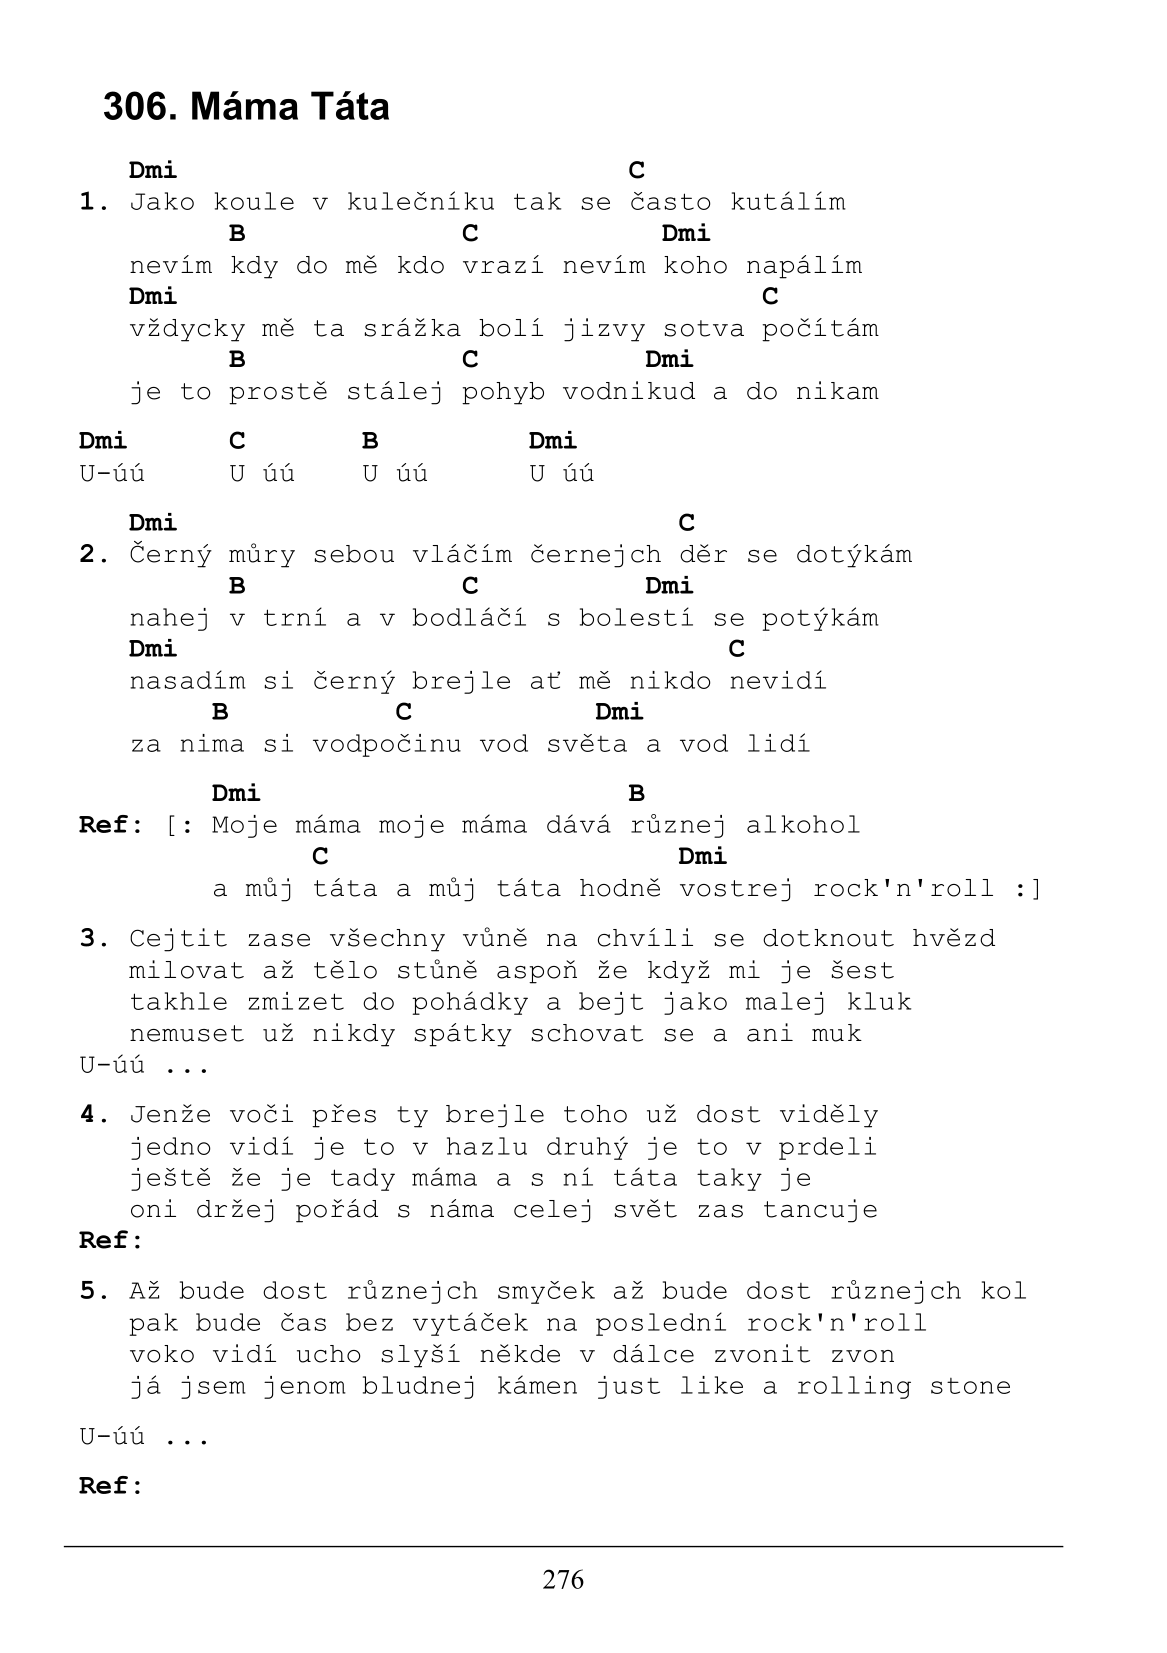 306. Máma Táta
Dmi C
1. Jako koule v kulečníku tak se často kutálím
B C Dmi
nevím kdy do mě kdo vrazí nevím koho napálím
Dmi C
vždycky mě ta srážka bolí jizvy sotva počítám
B C Dmi
je to prostě stálej pohyb vodnikud a do nikam
Dmi C B Dmi
U-úú U úú U úú U úú
Dmi C
2. Černý můry sebou vláčím černejch děr se dotýkám
B C Dmi
nahej v trní a v bodláčí s bolestí se potýkám
Dmi C
nasadím si černý brejle ať mě nikdo nevidí
B C Dmi
za nima si vodpočinu vod světa a vod lidí
Dmi B
Ref: [: Moje máma moje máma dává různej alkohol
C Dmi
a můj táta a můj táta hodně vostrej rock'n'roll :]
3. Cejtit zase všechny vůně na chvíli se dotknout hvězd
milovat až tělo stůně aspoň že když mi je šest
takhle zmizet do pohádky a bejt jako malej kluk
nemuset už nikdy spátky schovat se a ani muk
U-úú ...
4. Jenže voči přes ty brejle toho už dost viděly
jedno vidí je to v hazlu druhý je to v prdeli
ještě že je tady máma a s ní táta taky je
oni držej pořád s náma celej svět zas tancuje
Ref:
5. Až bude dost různejch smyček až bude dost různejch kol
pak bude čas bez vytáček na poslední rock'n'roll
voko vidí ucho slyší někde v dálce zvonit zvon
já jsem jenom bludnej kámen just like a rolling stone
U-úú ...
Ref:
276